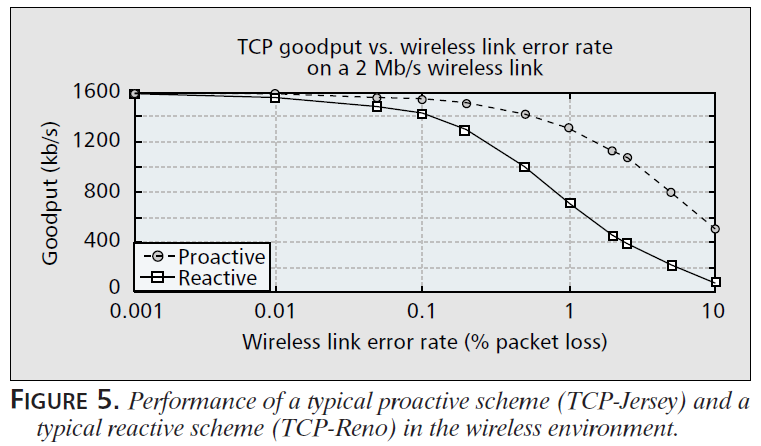 TCP goodput vs. wireless link error rate
on a 2 Mb/s wireless link
Goodput (kb/s)
1600
1200
800
400
0
Proactive
Reactive
0.001 0.01 0.1 1 10
Wireless link error rate (% packet loss)
FIGURE 5. Performance of a typical proactive scheme (TCP-Jersey) and a
typical reactive scheme (TCP-Reno) in the wireless environment.